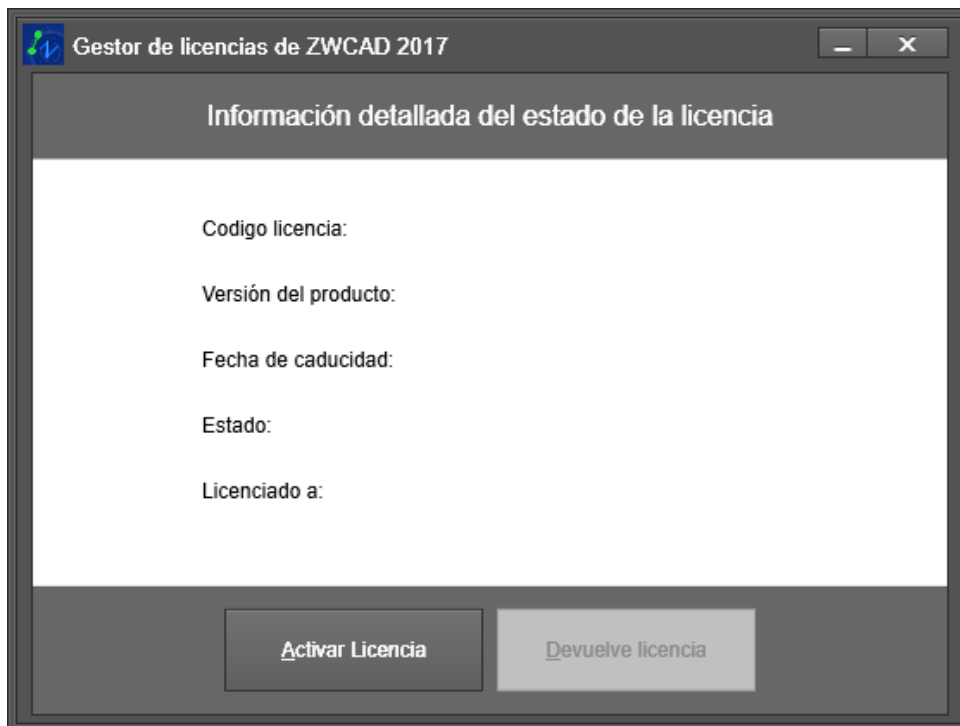 Gestor de licencias de ZWCAD 2017
Información detallada del estado de la licencia
Codigo licencia:
Versión del producto:
Fecha de caducidad:
Estado:
Licenciado a:
Activar Licencia
Devuelve licencia